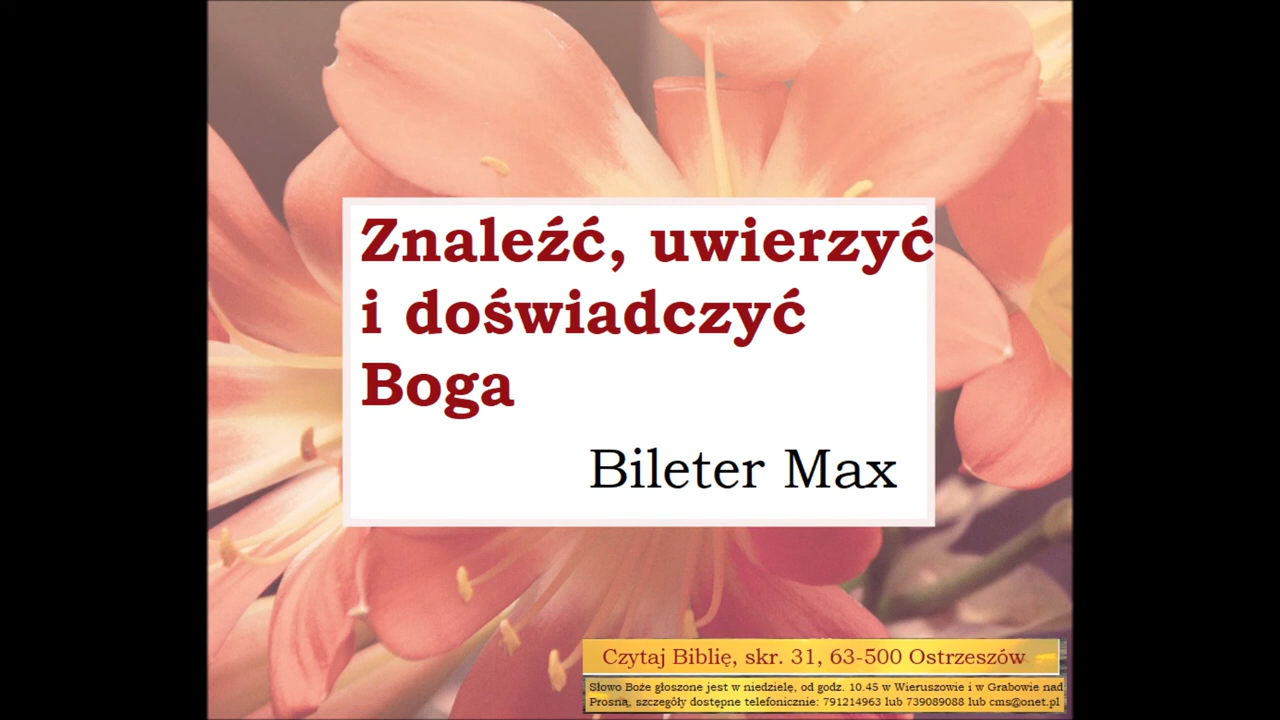 Znaleźć, uwierzyć
i doświadczyć
Boga
Bileter Max
Czytaj Biblię, skr. 31, 63-500 Ostrzeszów
Słowo Boże głoszone jest w niedzielę, od godz. 10.45 w Wieruszowie i w Grabowie nad
Prosną, szczegóły dostępne telefonicznie: 791214963 lub 739089088 lub cms@onet.pl